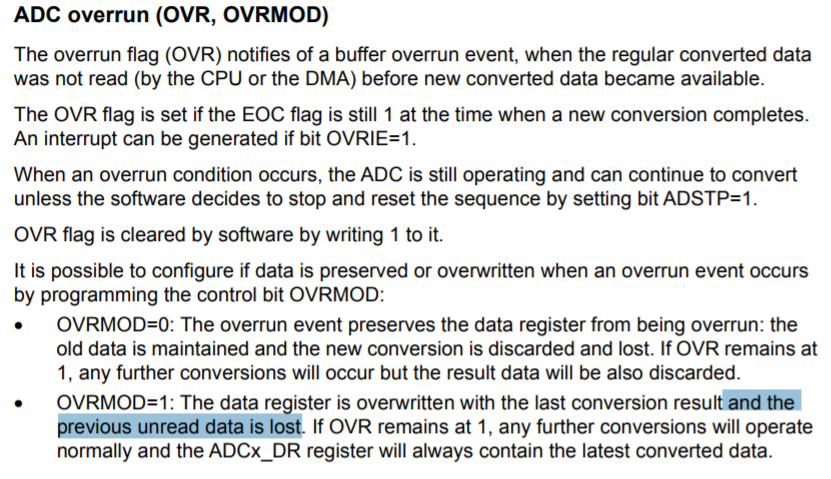 ADC overrun (OVR, OVRMOD)
The overrun flag (OVR) notifies of a buffer overrun event, when the regular converted data
was not read (by the CPU or the DMA) before new converted data became available.
The OVR flag is set if the EOC flag is still 1 at the time when a new conversion completes.
An interrupt can be generated if bit OVRIE=1.
When an overrun condition occurs, the ADC is still operating and can continue to convert
unless the software decides to stop and reset the sequence by setting bit ADSTP=1.
OVR flag is cleared by software by writing 1 to it.
It is possible to configure if data is preserved or overwritten when an overrun event occurs
by programming the control bit OVRMOD:
• OVRMOD=0: The overrun event preserves the data register from being overrun: the
old data is maintained and the new conversion is discarded and lost. If OVR remains at
1, any further conversions will occur but the result data will be also discarded.
• OVRMOD=1: The data register is overwritten with the last conversion result and the
previous unread data is lost. If OVR remains at 1, any further conversions will operate
normally and the ADCx_DR register will always contain the latest converted data.